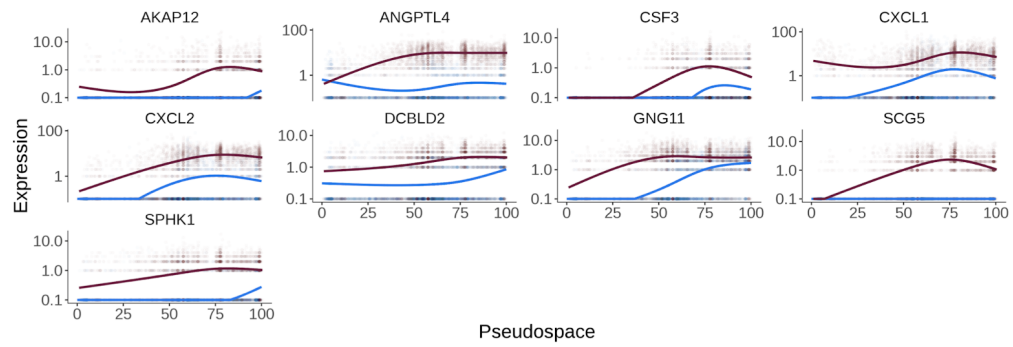 AKAP12 ANGPTL4 CSF3 CXCL1
10.0 100 10.0 100
1.0 1 1.0 1
0.1 0.1
CXCL2 DCBLD2 GNG11 SCG5
100 10.0 10.0 10.0
1 1.0 1.0 1.0
0.1 0.1 0.1
0 25 50 75 100 0 25 50 75 100 0 25 50 75 100
SPHK1
10.0
1.0
0.1
0 25 50 75 100
Expression
Pseudospace